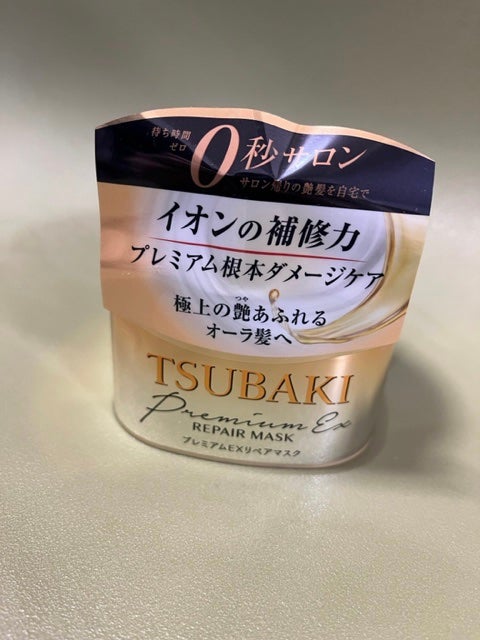 待ち時間
ゼロ
0秒サロン
サロン帰りの艶髪を自宅で
イオンの補修力
プレミアム根本ダメージケア
つや
極上の艶あふれる
オーラ髪へ
TSUBAKI
Premium Ex
REPAIR MASK
プレミアムEXリペアマスク